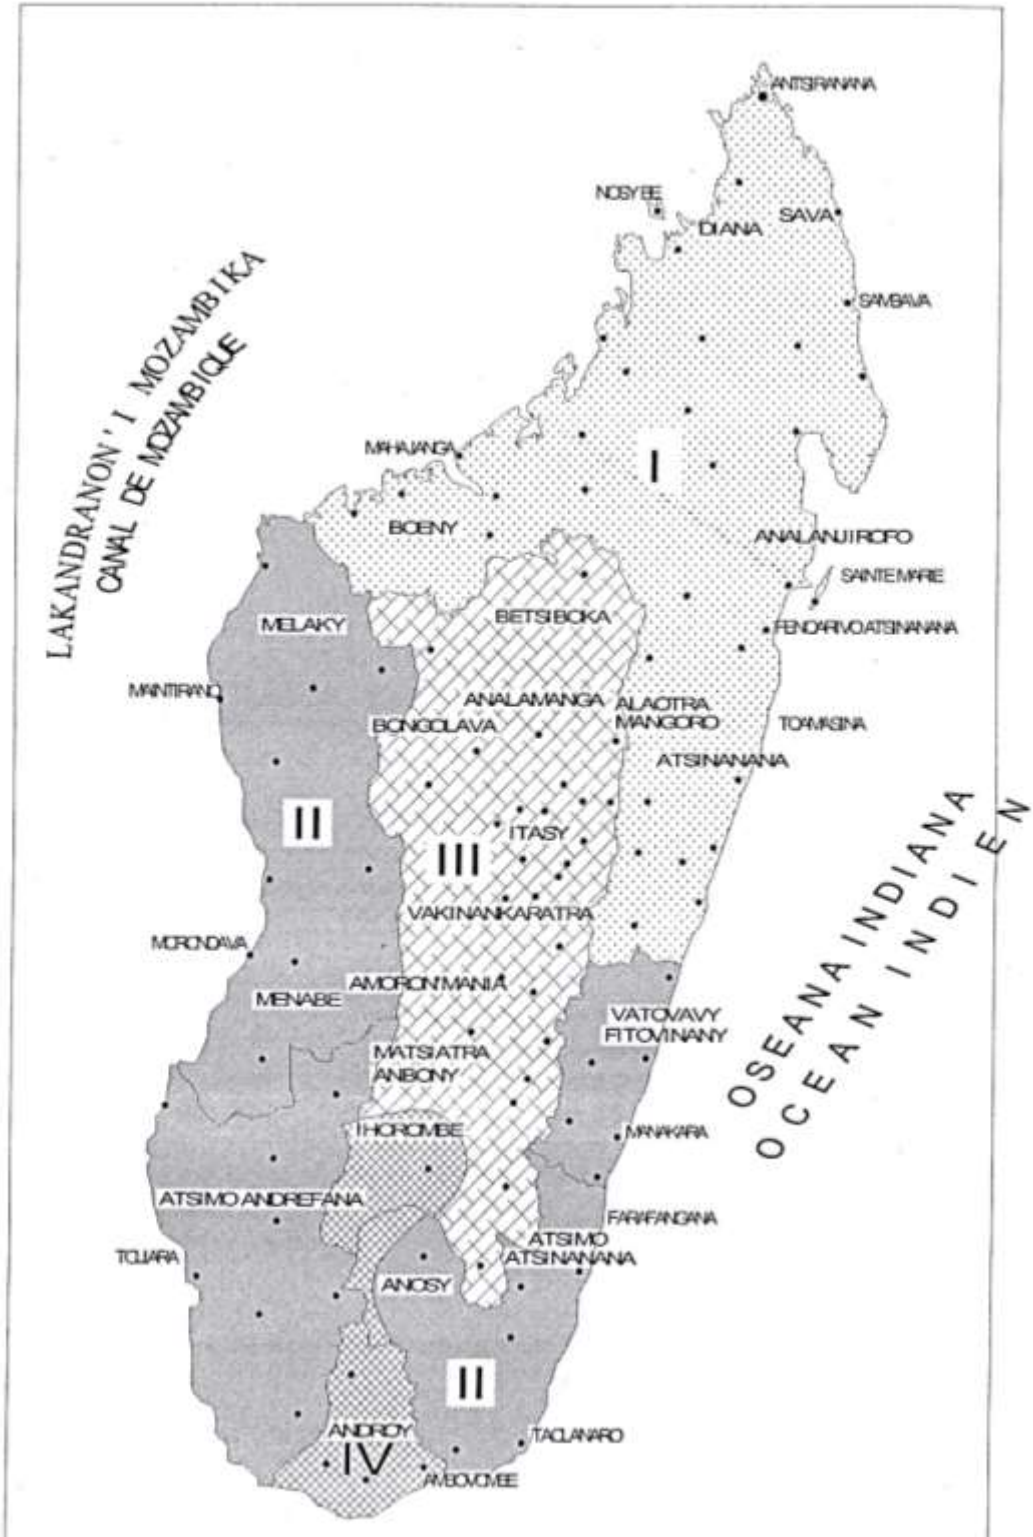 ANTSIRANANA
NOSY BE
SAVA
DIANA
SAMBAVA
LAKANDRANON' I MOZAMBIKA
CANAL DE MOZAMBIQUE
MAHAJANGA
I
BOENY
ANALANJIROFO
SAINTE MARIE
BETSIBOKA
MELAKY
FENOARIVO ATSINANANA
MAINTIRANO
ANALAMANGA
ALAOTRA
MANGORO
BONGOLAVA
TOAMASINA
ATSINANANA
II
ITASY
III
VAKINANKARATRA
OSEANA INDIANA
OCEAN INDIEN
MORONDAVA
AMORON'MANIA
MENABE
VATOVAVY
FITOVINANY
MATSIATRA
ANBONY
IHOROMBE
MANAKARA
ATSIMO ANDREFANA
FARAFANGANA
ATSIMO
ATSINANANA
TOLIARA
ANOSY
II
ANDROY
TAOLANARO
IV
AMBOVOMBE